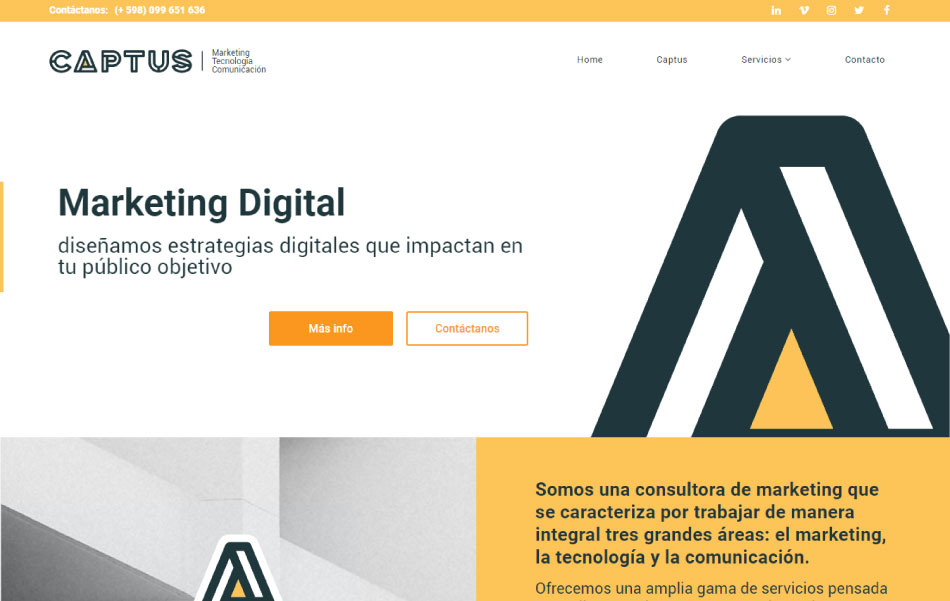 Contáctanos: (+ 598) 099 651 636
CAPTUS
Marketing
Tecnología
Comunicación
Home
Captus
Servicios
Contacto
Marketing Digital
diseñamos estrategias digitales que impactan en
tu público objetivo
Más info
Contáctanos
Somos una consultora de marketing que
se caracteriza por trabajar de manera
integral tres grandes áreas: el marketing,
la tecnología y la comunicación.
Ofrecemos una amplia gama de servicios pensada